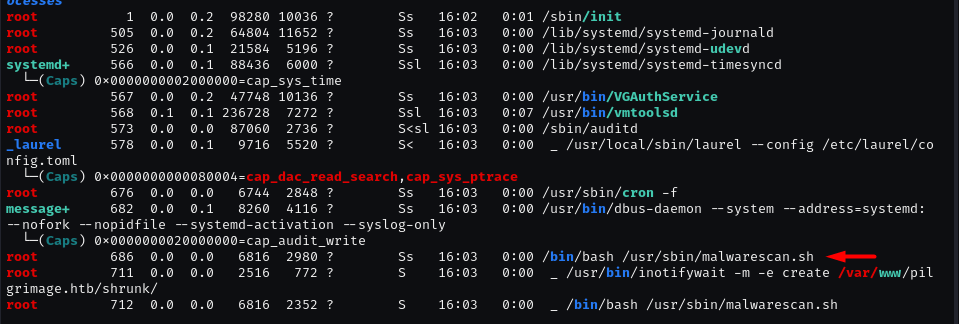 ocesses
root 1 0.0 0.2 98280 10036 ? Ss 16:02 0:01 /sbin/init
root 505 0.0 0.2 64804 11652 ? Ss 16:03 0:00 /lib/systemd/systemd-journald
root 526 0.0 0.1 21584 5196 ? Ss 16:03 0:00 /lib/systemd/systemd-udevd
systemd+ 566 0.0 0.1 88436 6000 ? Ssl 16:03 0:00 /lib/systemd/systemd-timesyncd
└─(Caps) 0×0000000002000000=cap_sys_time
root 567 0.0 0.2 47748 10136 ? Ss 16:03 0:00 /usr/bin/VGAuthService
root 568 0.1 0.1 236728 7272 ? Ssl 16:03 0:07 /usr/bin/vmtoolsd
root 573 0.0 0.0 87060 2736 ? S<sl 16:03 0:00 /sbin/auditd
_laurel 578 0.0 0.1 9716 5520 ? S< 16:03 0:00 _ /usr/local/sbin/laurel --config /etc/laurel/co
nfig.toml
└─(Caps) 0×0000000000080004=cap_dac_read_search,cap_sys_ptrace
root 676 0.0 0.0 6744 2848 ? Ss 16:03 0:00 /usr/sbin/cron -f
message+ 682 0.0 0.1 8260 4116 ? Ss 16:03 0:00 /usr/bin/dbus-daemon --system --address=systemd:
--nofork --nopidfile --systemd-activation --syslog-only
└─(Caps) 0×0000000020000000=cap_audit_write
root 686 0.0 0.0 6816 2980 ? Ss 16:03 0:00 /bin/bash /usr/sbin/malwarescan.sh
root 711 0.0 0.0 2516 772 ? S 16:03 0:00 _ /usr/bin/inotifywait -m -e create /var/www/pil
grimage.htb/shrunk/
root 712 0.0 0.0 6816 2352 ? S 16:03 0:00 _ /bin/bash /usr/sbin/malwarescan.sh